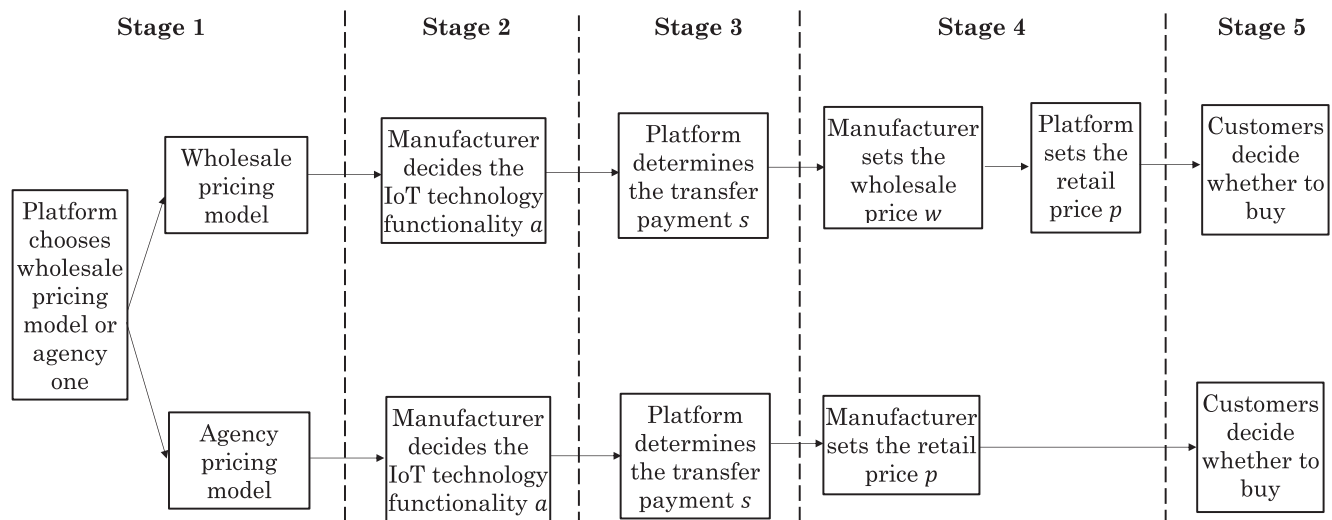 Stage 1
Stage 2
Stage 3
Stage 4
Stage 5
Platform
chooses
wholesale
pricing
model or
agency
one
Wholesale
pricing
model
Manufacturer
decides the
IoT technology
functionality a
Platform
determines
the transfer
payment s
Manufacturer
sets the
wholesale
price w
Platform
sets the
retail
price p
Customers
decide
whether to
buy
Agency
pricing
model
Manufacturer
decides the
IoT technology
functionality a
Platform
determines
the transfer
payment s
Manufacturer
sets the retail
price p
Customers
decide
whether to
buy